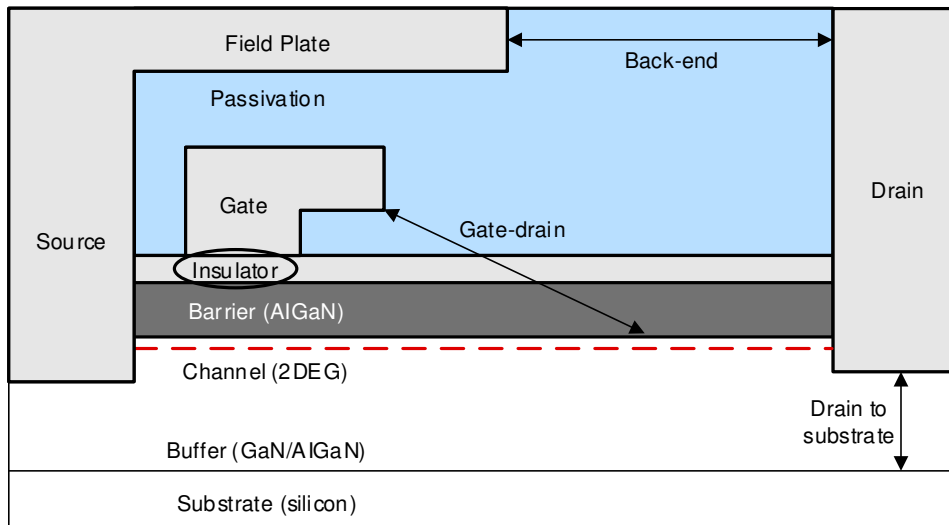 Field Plate
Back-end
Passivation
Gate
Drain
Gate-drain
Source
Insulator
Barrier (AlGaN)
Channel (2DEG)
Drain to
substrate
Buffer (GaN/AlGaN)
Substrate (silicon)